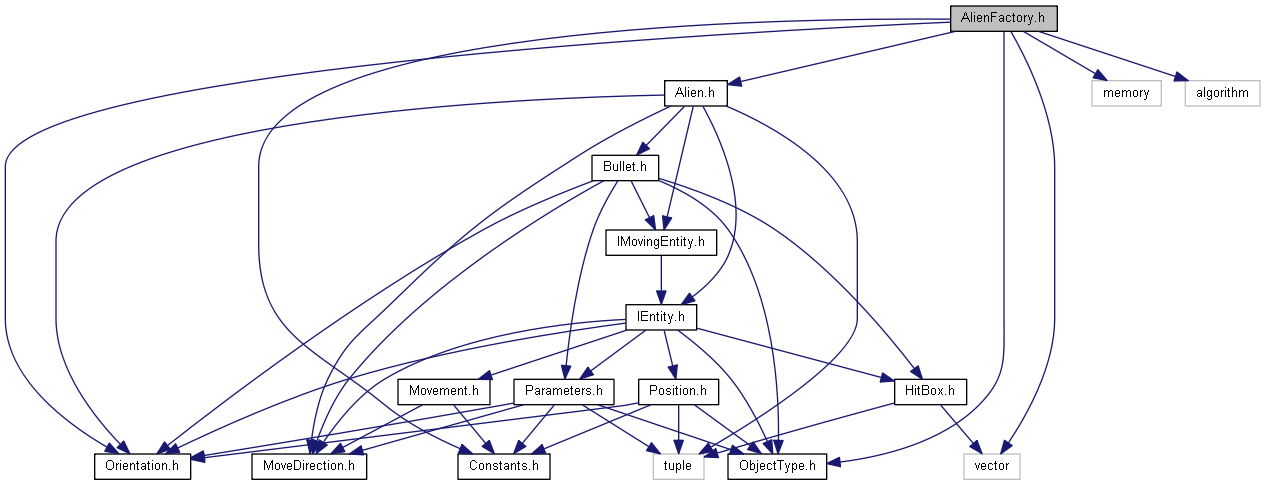 AlienFactory.h
Alien.h
memory
algorithm
Bullet.h
IMovingEntity.h
IEntity.h
Movement.h
Parameters.h
Position.h
HitBox.h
Orientation.h
MoveDirection.h
Constants.h
tuple
ObjectType.h
vector